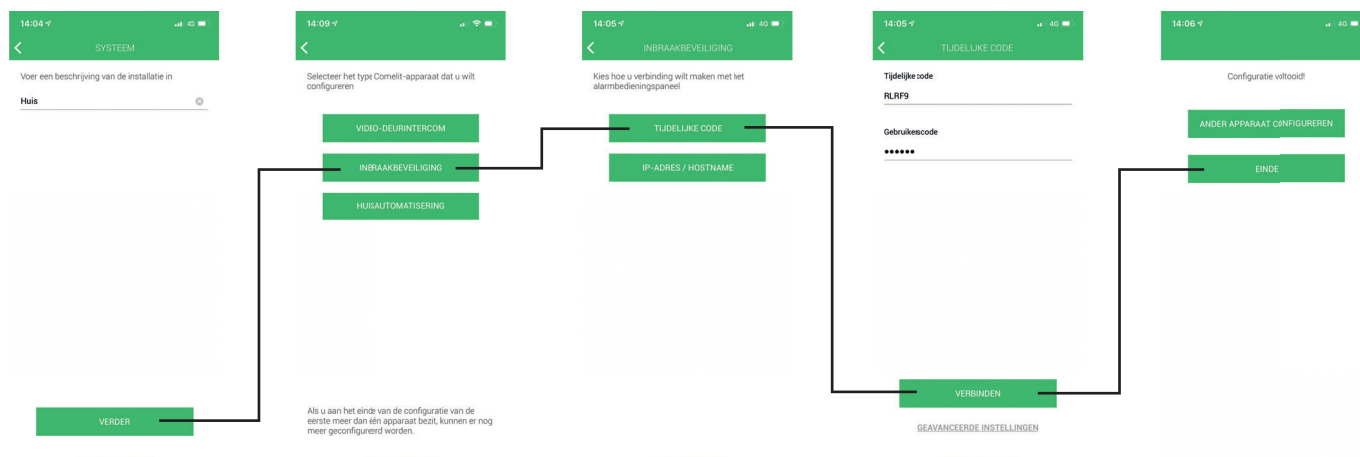 14:04
4G
SYSTEEM
Voer een beschrijving van de installatie in
Huis
VERDER
14:09
Selecteer het type Comelit-apparaat dat u wilt
configureren
VIDEO-DEURINTERCOM
INBRAAKBEVEILIGING
HUISAUTOMATISERING
Als u aan het einde van de configuratie van de
eerste meer dan één apparaat bezit, kunnen er nog
meer geconfigureerd worden.
14:05
4G
INBRAAKBEVEILIGING
Kies hoe u verbinding wilt maken met het
alarmbedieningspaneel
TIJDELIJKE CODE
IP-ADRES / HOSTNAME
14:05
4G
TIJDELIJKE CODE
Tijdelijke code
RLRF9
Gebruikerscode
••••••
VERBINDEN
GEAVANCEERDE INSTELLINGEN
14:06
4G
Configuratie voltooid!
ANDER APPARAAT CONFIGUREREN
EINDE